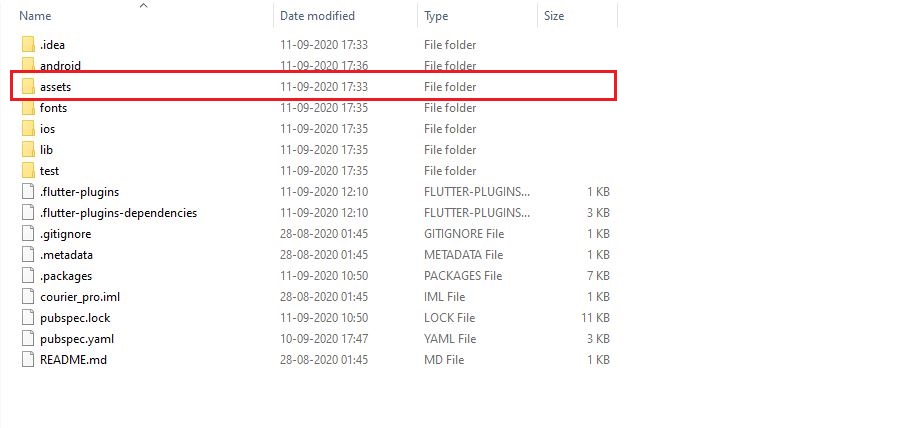 Name Date modified Type Size
.idea 11-09-2020 17:33 File folder
android 11-09-2020 17:36 File folder
assets 11-09-2020 17:33 File folder
fonts 11-09-2020 17:35 File folder
ios 11-09-2020 17:35 File folder
lib 11-09-2020 17:35 File folder
test 11-09-2020 17:35 File folder
.flutter-plugins 11-09-2020 12:10 FLUTTER-PLUGINS... 1 KB
.flutter-plugins-dependencies 11-09-2020 12:10 FLUTTER-PLUGINS... 3 KB
.gitignore 28-08-2020 01:45 GITIGNORE File 1 KB
.metadata 28-08-2020 01:45 METADATA File 1 KB
.packages 11-09-2020 10:50 PACKAGES File 7 KB
courier_pro.iml 28-08-2020 01:45 IML File 1 KB
pubspec.lock 11-09-2020 10:50 LOCK File 11 KB
pubspec.yaml 10-09-2020 17:47 YAML File 3 KB
README.md 28-08-2020 01:45 MD File 1 KB